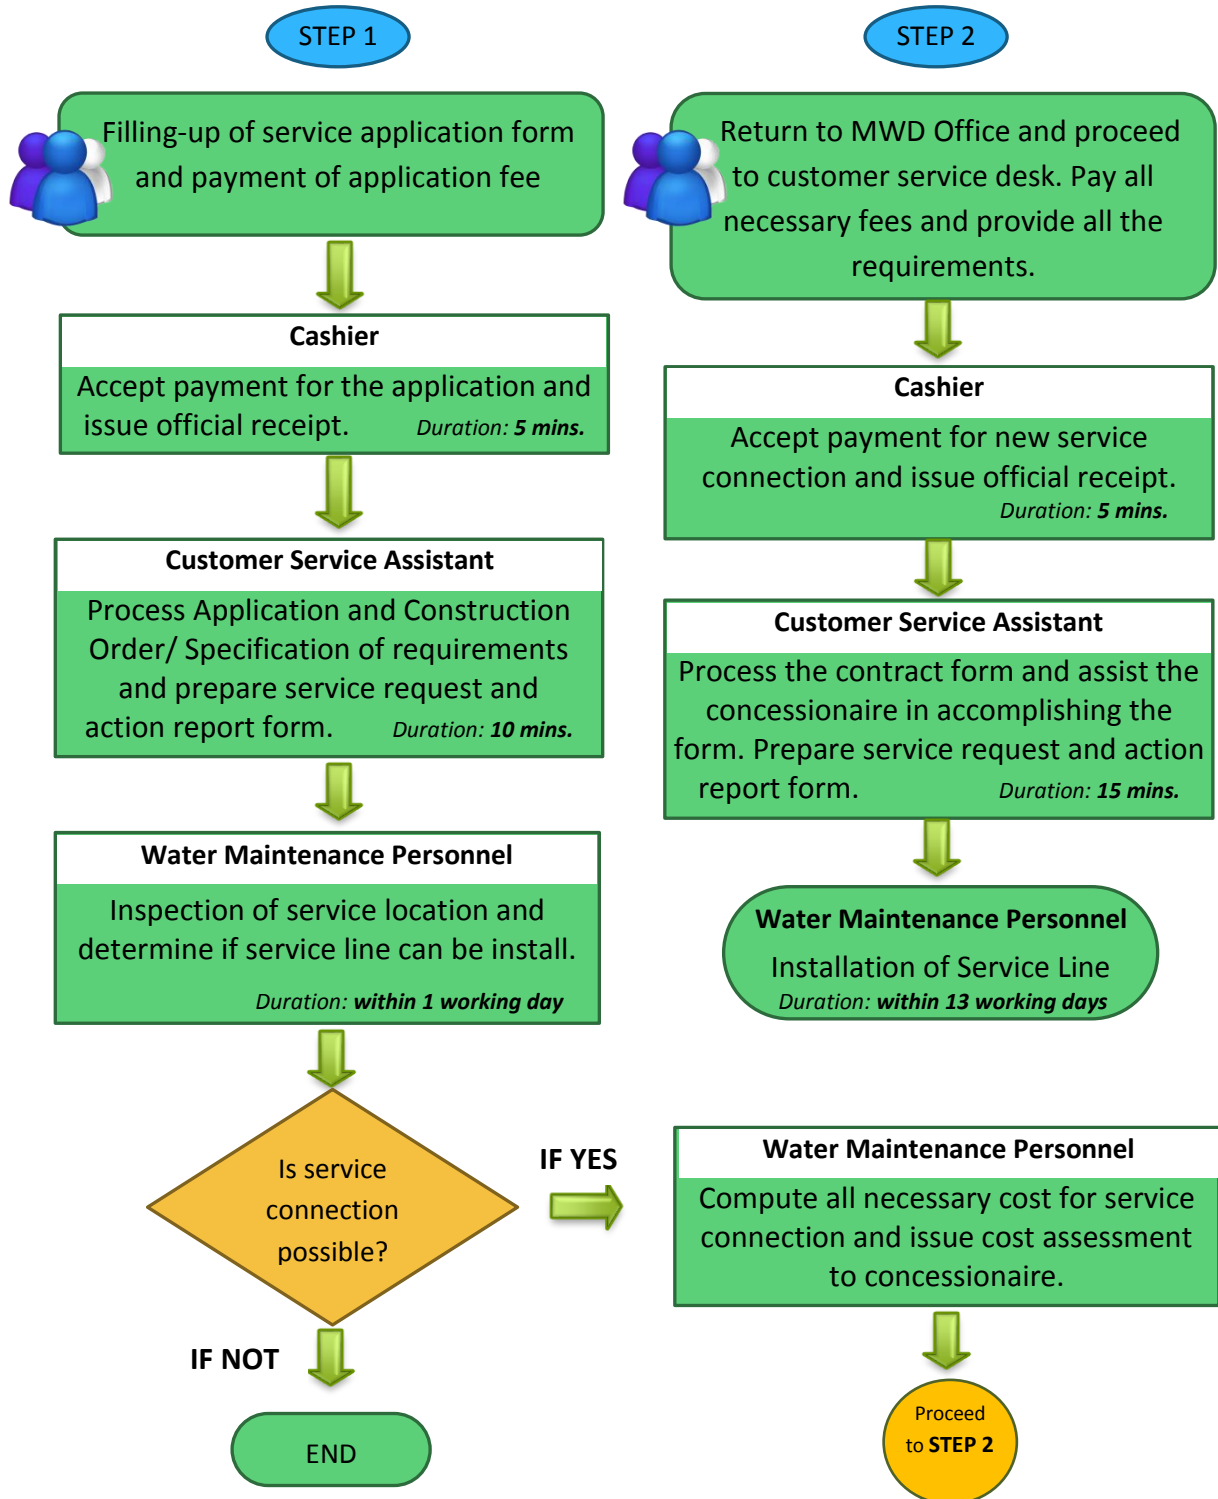 STEP 1
Filling-up of service application form
and payment of application fee
Cashier
Accept payment for the application and
issue official receipt. Duration: 5 mins.
Customer Service Assistant
Process Application and Construction
Order/ Specification of requirements
and prepare service request and
action report form. Duration: 10 mins.
Water Maintenance Personnel
Inspection of service location and
determine if service line can be install.
Duration: within 1 working day
Is service
connection
possible?
IF YES
IF NOT
END
Water Maintenance Personnel
Compute all necessary cost for service
connection and issue cost assessment
to concessionaire.
Proceed
to STEP 2
STEP 2
Return to MWD Office and proceed
to customer service desk. Pay all
necessary fees and provide all the
requirements.
Cashier
Accept payment for new service
connection and issue official receipt.
Duration: 5 mins.
Customer Service Assistant
Process the contract form and assist the
concessionaire in accomplishing the
form. Prepare service request and action
report form. Duration: 15 mins.
Water Maintenance Personnel
Installation of Service Line
Duration: within 13 working days